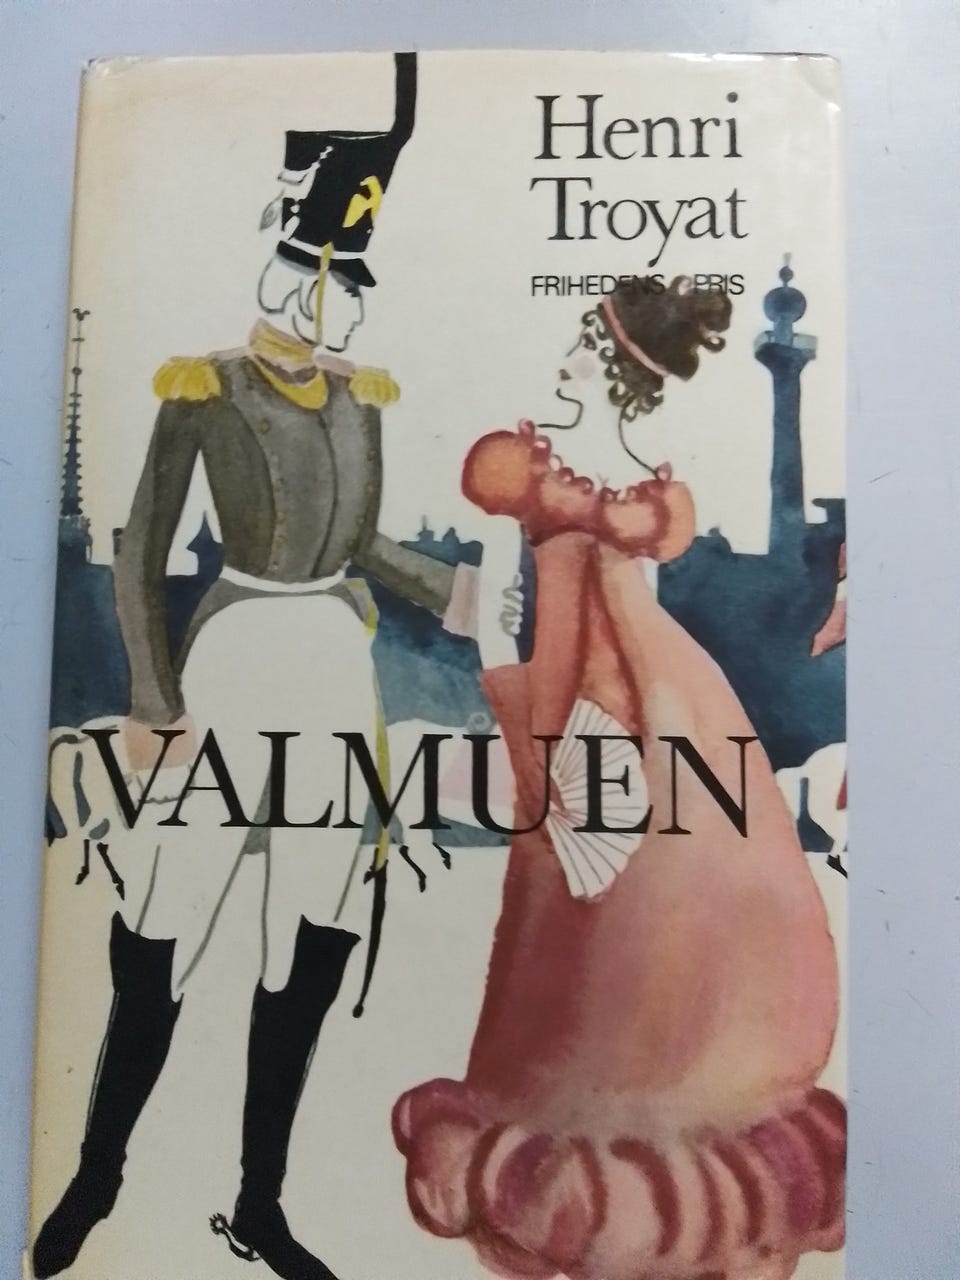 Henri
Troyat
FRIHEDENS PRIS
VALMUEN